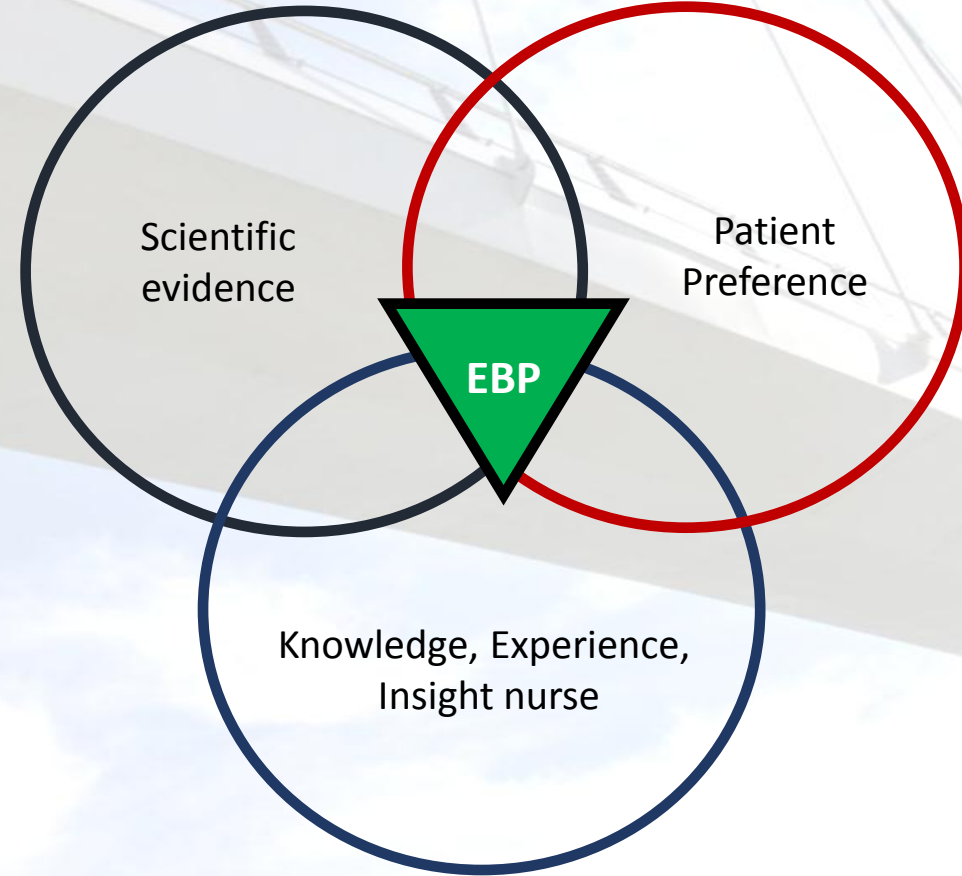 Scientific
evidence
Patient
Preference
EBP
Knowledge, Experience,
Insight nurse